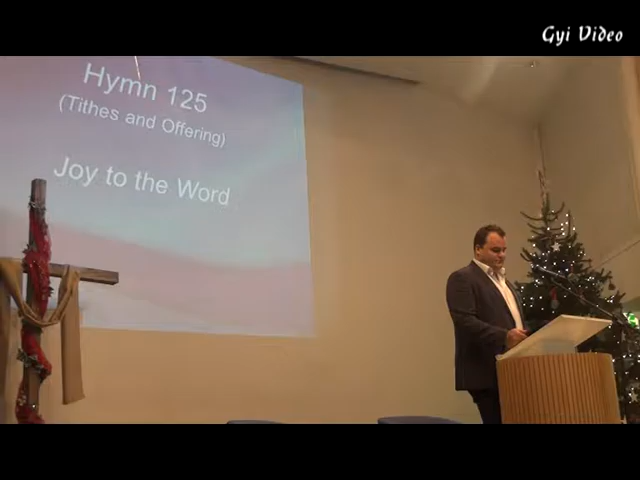 Gyi Video
Hymn 125
(Tithes and Offering)
Joy to the Word